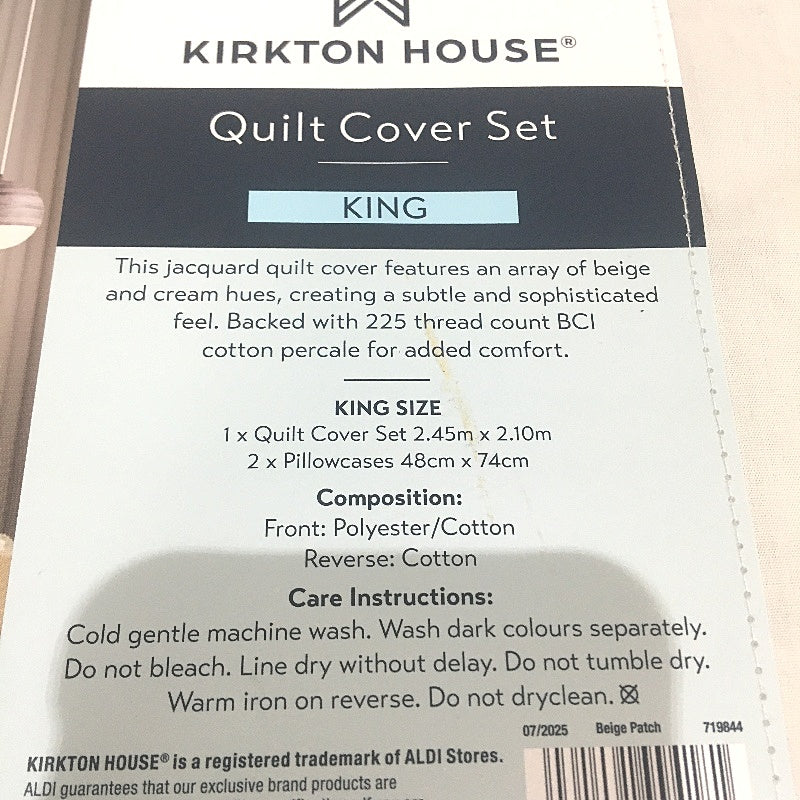 KIRKTON HOUSE®
Quilt Cover Set
KING
This jacquard quilt cover features an array of beige
and cream hues, creating a subtle and sophisticated
feel. Backed with 225 thread count BCI
cotton percale for added comfort.
KING SIZE
1 x Quilt Cover Set 2.45m x 2.10m
2 x Pillowcases 48cm x 74cm
Composition:
Front: Polyester/Cotton
Reverse: Cotton
Care Instructions:
Cold gentle machine wash. Wash dark colours separately.
Do not bleach. Line dry without delay. Do not tumble dry.
Warm iron on reverse. Do not dryclean.
07/2025 Beige Patch 719844
KIRKTON HOUSE® is a registered trademark of ALDI Stores.
ALDI guarantees that our exclusive brand products are